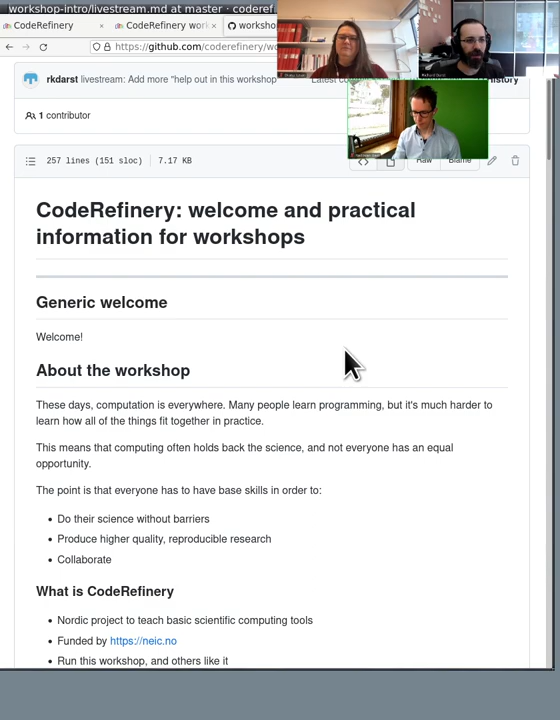 workshop-intro/livestream.md at master · coderef
CodeRefinery
CodeRefinery work
worksho
https://github.com/coderefinery/wo
rkdarst livestream: Add more "help out in this workshop
Latest
History
1 contributor
257 lines (151 sloc) 7.17 KB
Raw Blame
CodeRefinery: welcome and practical
information for workshops
Generic welcome
Welcome!
About the workshop
These days, computation is everywhere. Many people learn programming, but it's much harder to
learn how all of the things fit together in practice.
This means that computing often holds back the science, and not everyone has an equal
opportunity.
The point is that everyone has to have base skills in order to:
Do their science without barriers
Produce higher quality, reproducible research
Collaborate
What is CodeRefinery
Nordic project to teach basic scientific computing tools
Funded by https://neic.no
Run this workshop, and others like it